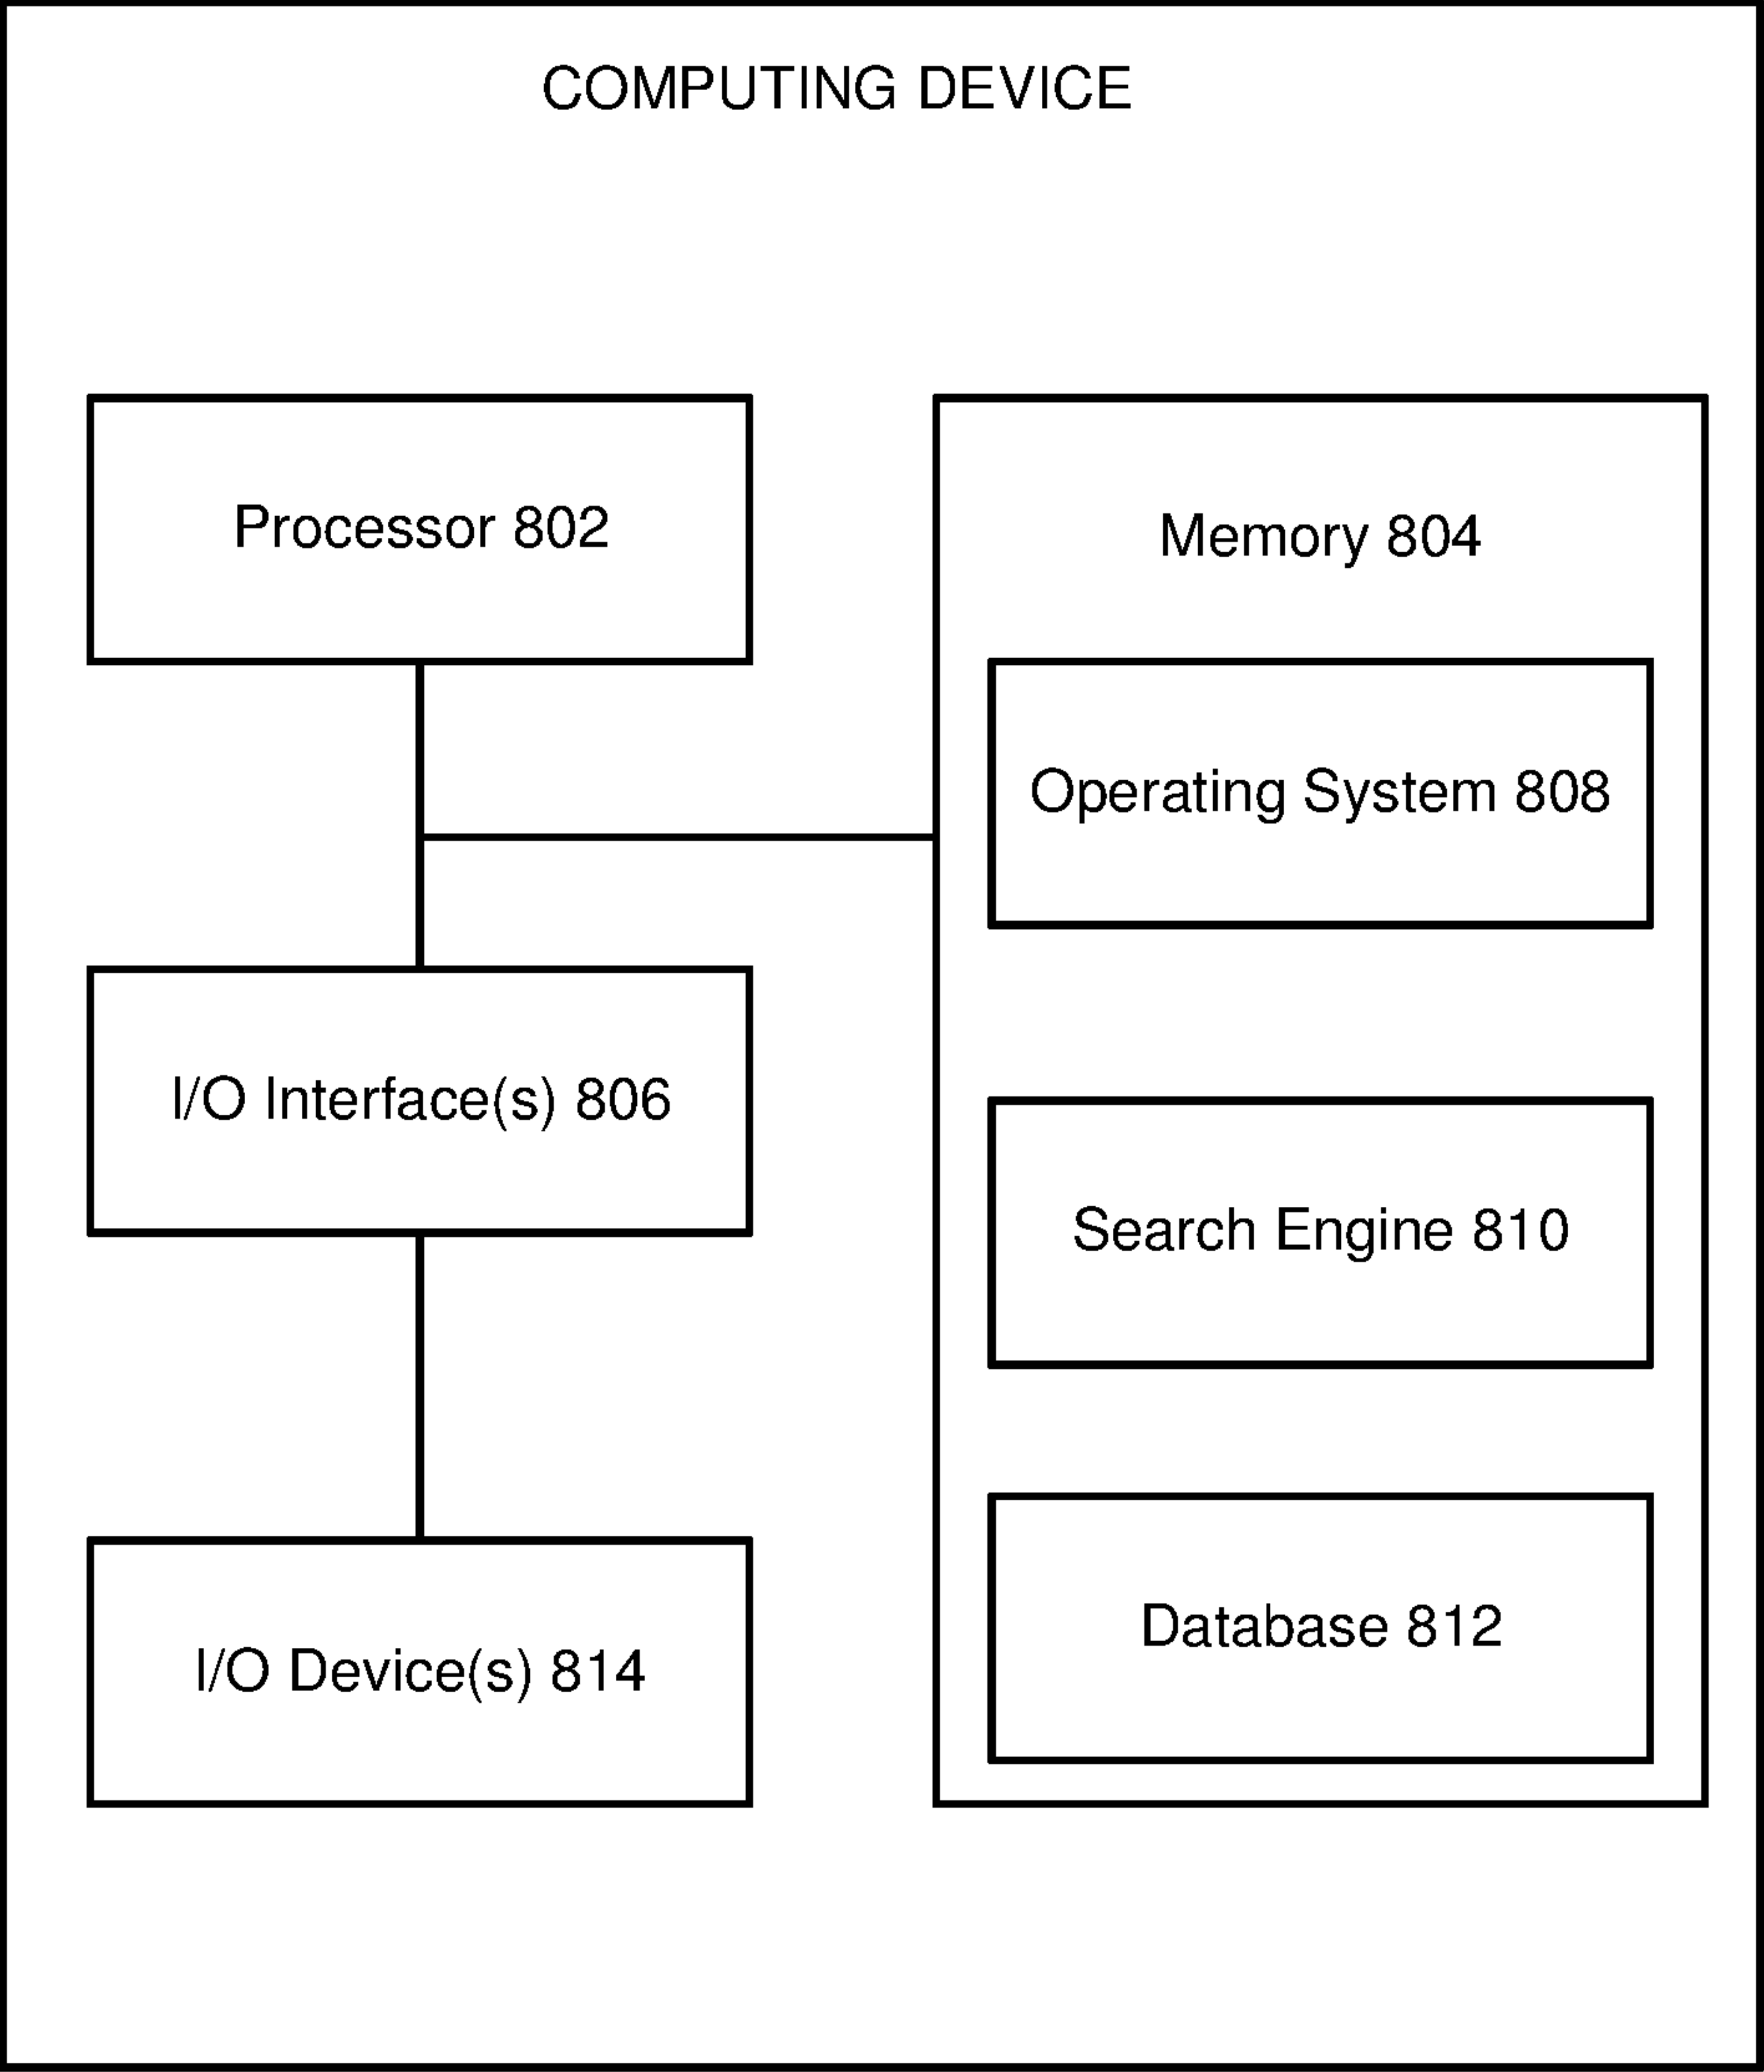 COMPUTING DEVICE
Processor 802
Memory 804
Operating System 808
I/O Interface(s) 806
Search Engine 810
Database 812
I/O Device(s) 814